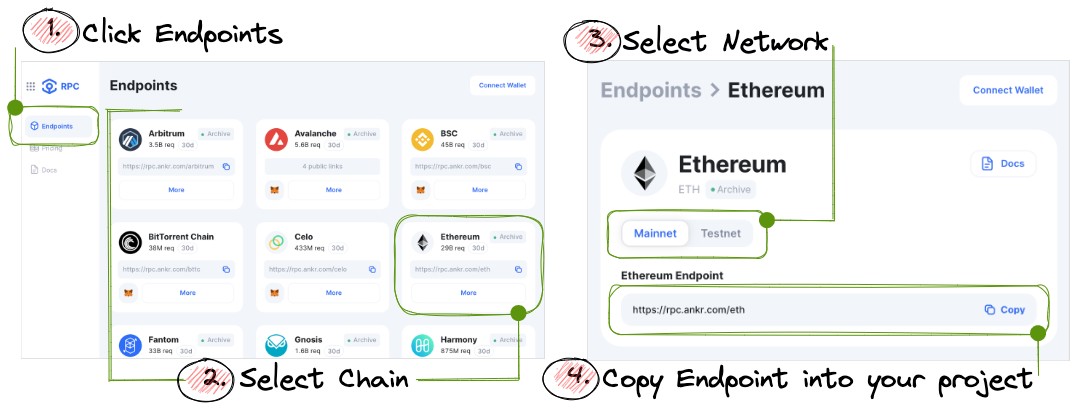 1. Click Endpoints
RPC
Endpoints
Pricing
Docs
Endpoints
Connect Wallet
Arbitrum
Archive
3.5B req 30d
https://rpc.ankr.com/arbitrum
More
Avalanche
Archive
5.6B req 30d
4 public links
More
BSC
Archive
45B req 30d
https://rpc.ankr.com/bsc
More
BitTorrent Chain
38M req 30d
https://rpc.ankr.com/bttc
More
Celo
433M req 30d
https://rpc.ankr.com/celo
More
Ethereum
Archive
29B req 30d
https://rpc.ankr.com/eth
More
Fantom
Archive
33B req 30d
Gnosis
Archive
1.6B req 30d
Harmony
Archive
875M req 30d
2. Select Chain
3. Select Network
Endpoints > Ethereum
Connect Wallet
Ethereum
ETH Archive
Docs
Mainnet Testnet
Ethereum Endpoint
https://rpc.ankr.com/eth
Copy
4. Copy Endpoint into your project